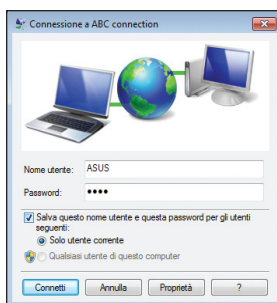 Connessione a ABC connection
Nome utente: ASUS
Password: ••••
Salva questo nome utente e questa password per gli utenti
seguenti:
Solo utente corrente
Qualsiasi utente di questo computer
Connetti Annulla Proprietà ?